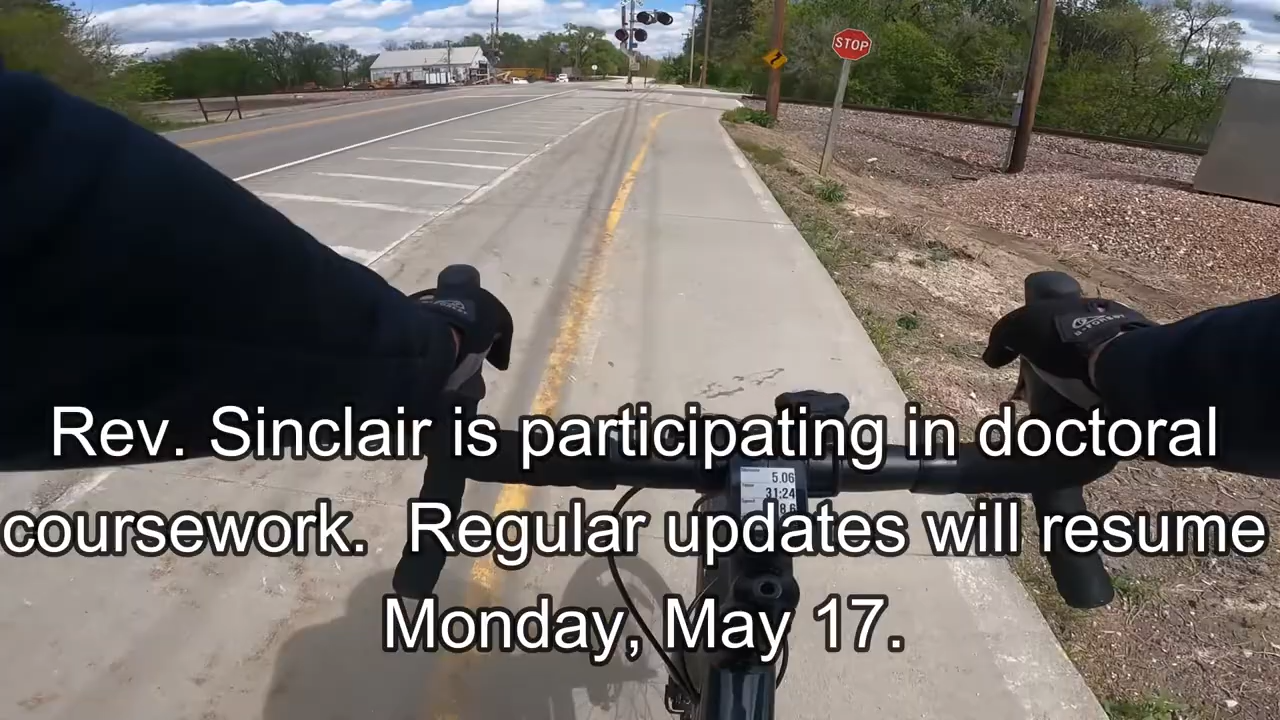 STOP
Rev. Sinclair is participating in doctoral
coursework.  Regular updates will resume
Monday, May 17.
5.06
31:24